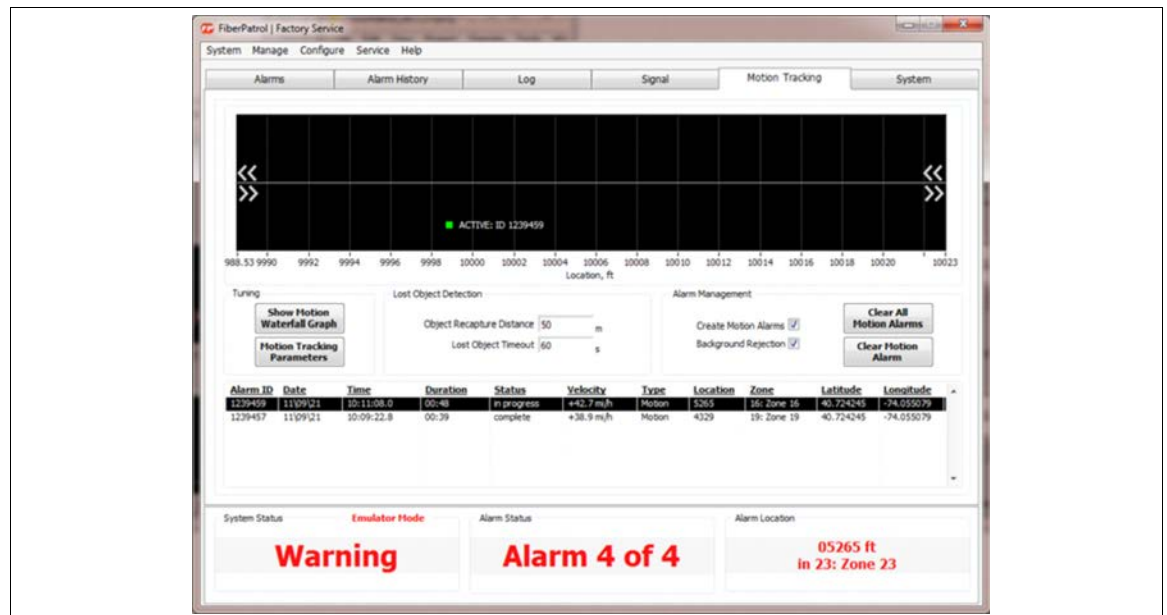 FiberPatrol | Factory Service
System Manage Configure Service Help
Alarms Alarm History Log Signal Motion Tracking System
<<
>>
<<
>>
ACTIVE: ID 1239459
988.53 9990 9992 9994 9996 9998 10000 10002 10004 10006 10008 10010 10012 10014 10016 10018 10020 10023
Location, ft
Tuning
Show Motion
Waterfall Graph
Motion Tracking
Parameters
Lost Object Detection
Object Recapture Distance 50 m
Lost Object Timeout 60 s
Alarm Management
Create Motion Alarms
Background Rejection
Clear All
Motion Alarms
Clear Motion
Alarm
Alarm ID Date Time Duration Status Velocity Type Location Zone Latitude Longitude
1239459 11\09\21 10:11:08.0 00:48 in progress +42.7 mi/h Motion 5265 16: Zone 16 40.724245 -74.055079
1239457 11\09\21 10:09:22.8 00:39 complete +38.9 mi/h Motion 4329 19: Zone 19 40.724245 -74.055079
System Status Emulator Mode
Warning
Alarm Status
Alarm 4 of 4
Alarm Location
05265 ft
in 23: Zone 23